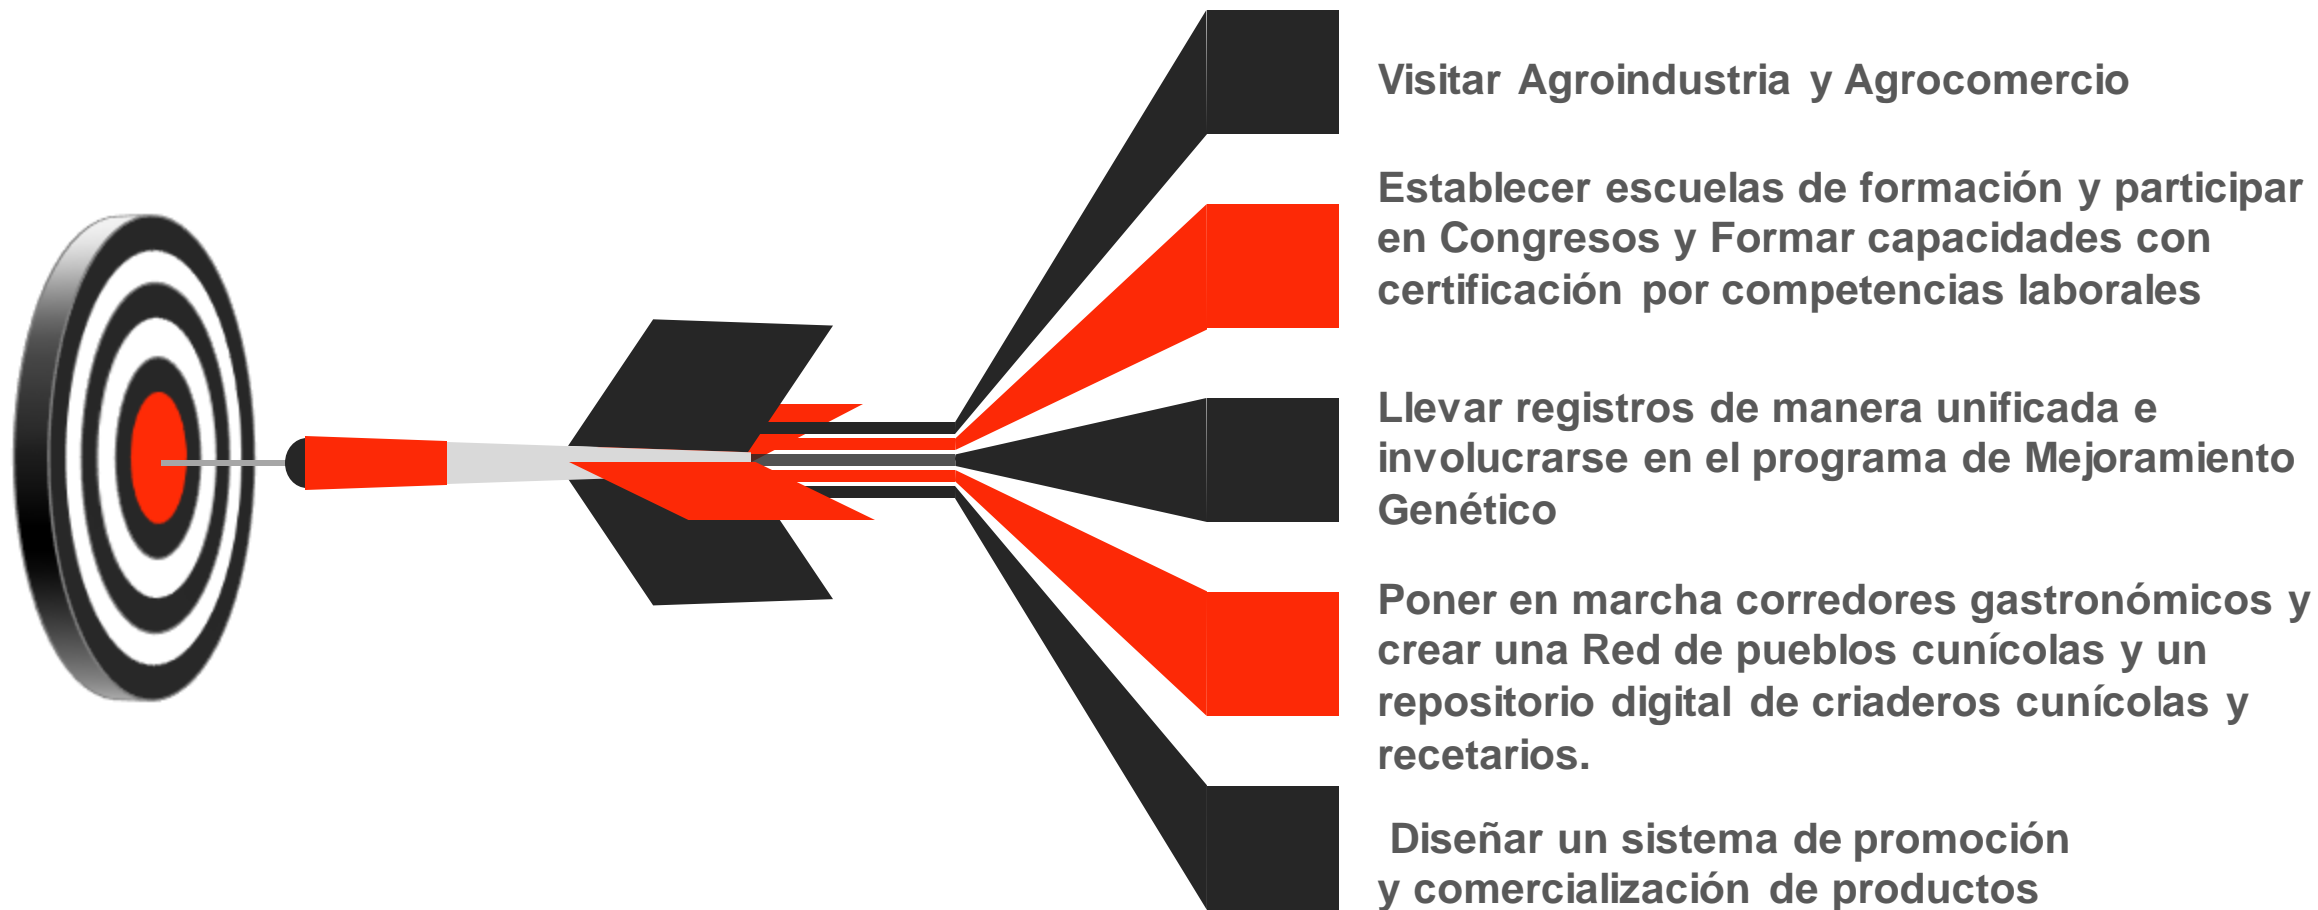 Visitar Agroindustria y Agrocomercio
Establecer escuelas de formación y participar
en Congresos y Formar capacidades con
certificación por competencias laborales
Llevar registros de manera unificada e
involucrarse en el programa de Mejoramiento
Genético
Poner en marcha corredores gastronómicos y
crear una Red de pueblos cunícolas y un
repositorio digital de criaderos cunícolas y
recetarios.
Diseñar un sistema de promoción
y comercialización de productos